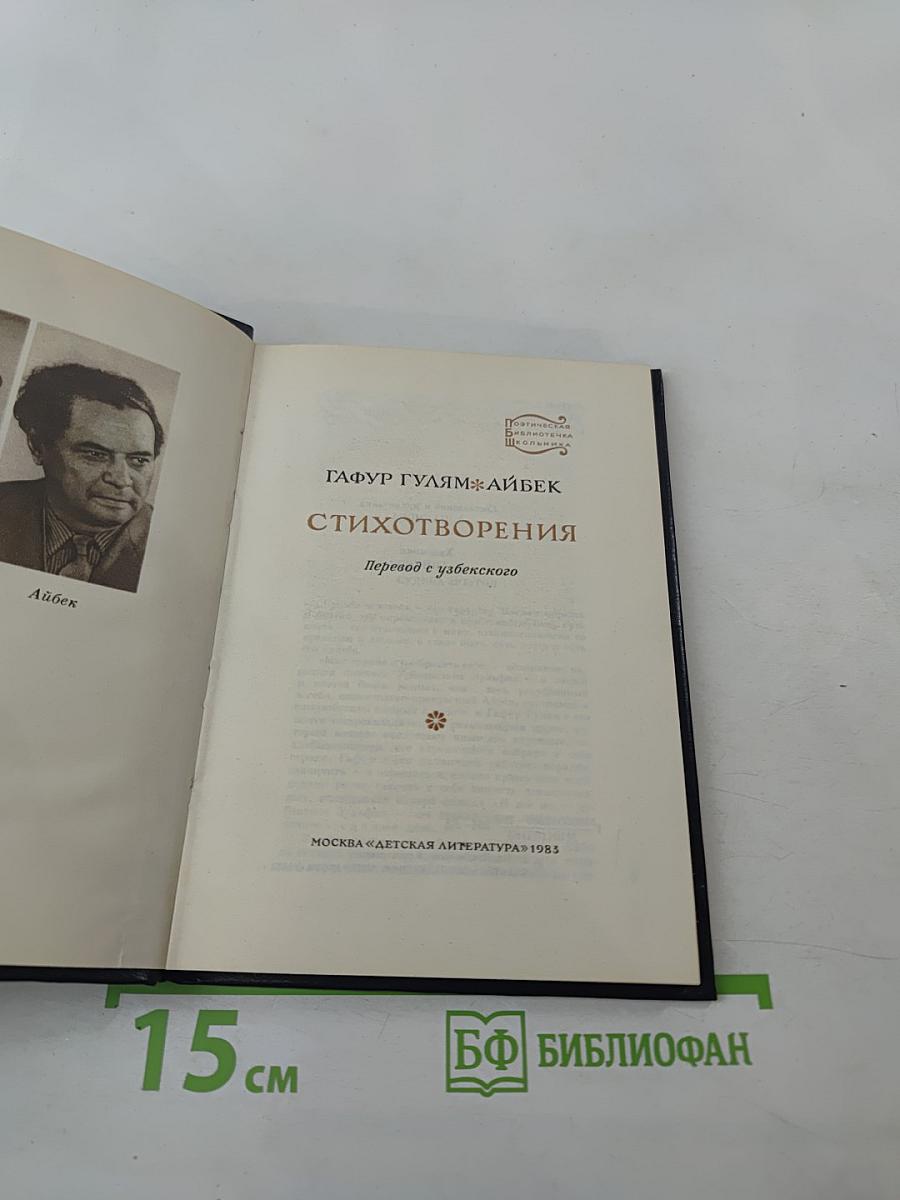 Айбек
ПОЭТИЧЕСКАЯ
БИБЛИОТЕЧКА
ШКОЛЬНИКА
ГАФУР ГУЛЯМ*АЙБЕК
СТИХОТВОРЕНИЯ
Перевод с узбекского
МОСКВА «ДЕТСКАЯ ЛИТЕРАТУРА» 1983
15 см
БФ БИБЛИОФАН